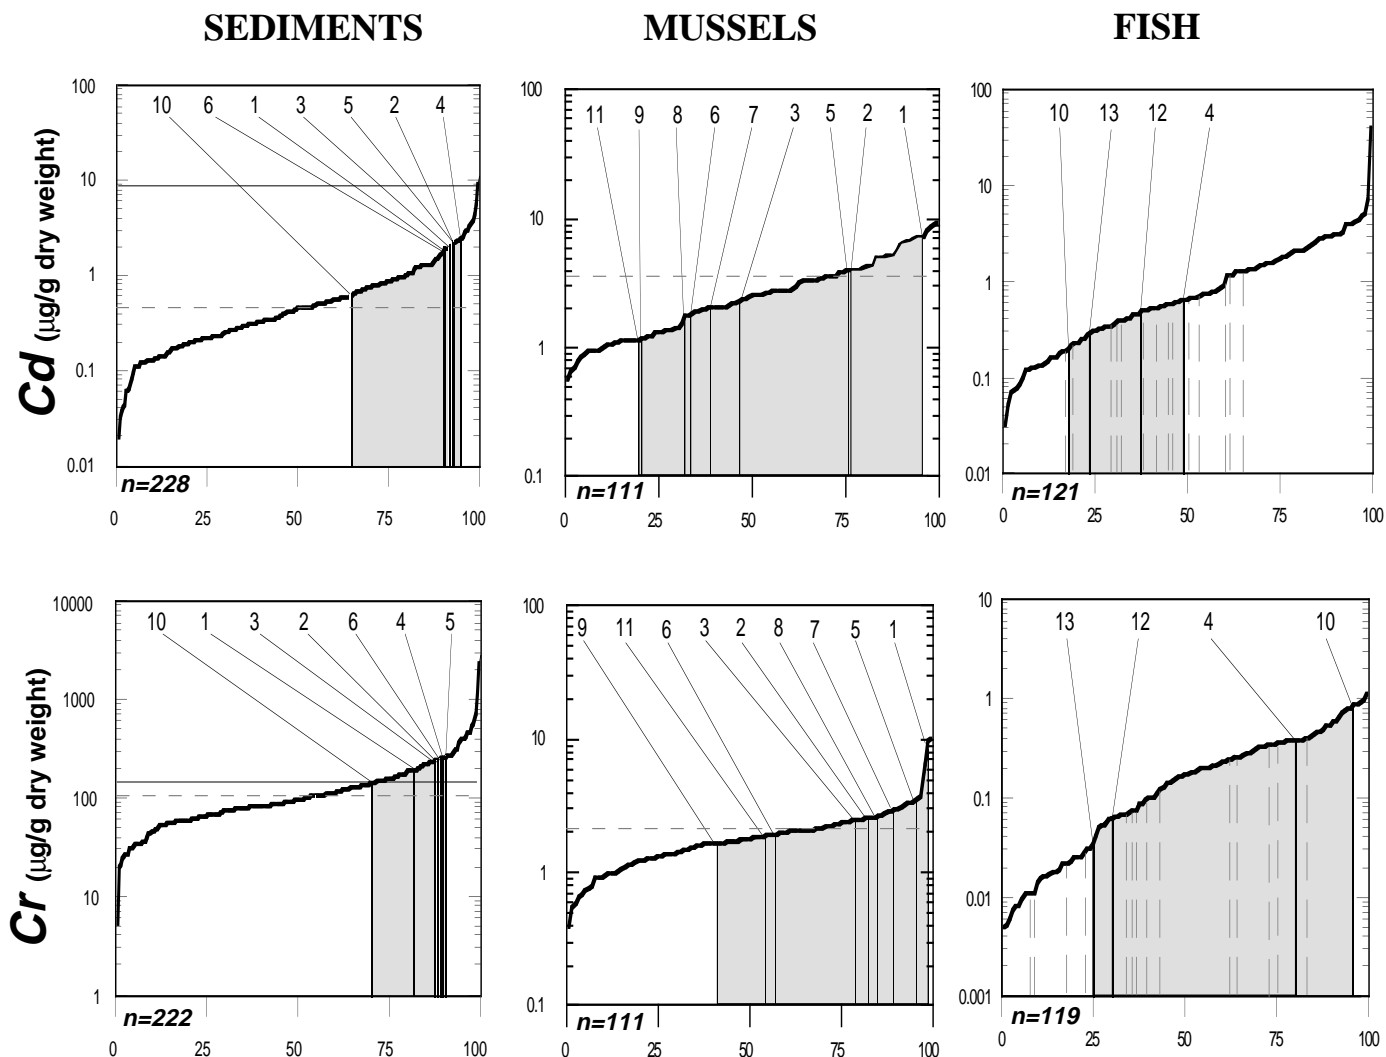 SEDIMENTS MUSSELS FISH
Cd (µg/g dry weight)
100
10
1
0.1
0.01
10 6 1 3 5 2 4
n=228
0 25 50 75 100
100
10
1
0.1
11 9 8 6 7 3 5 2 1
n=111
0 25 50 75 100
100
10
1
0.1
0.01
10 13 12 4
n=121
0 25 50 75 100
Cr (µg/g dry weight)
10000
1000
100
10
1
10 1 3 2 6 4 5
n=222
0 25 50 75 100
100
10
1
0.1
9 11 6 3 2 8 7 5 1
n=111
0 25 50 75 100
10
1
0.1
0.01
0.001
13 12 4 10
n=119
0 25 50 75 100